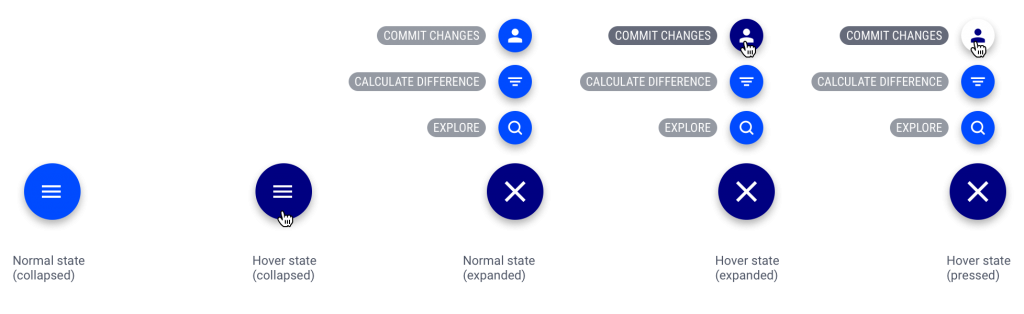 COMMIT CHANGES
COMMIT CHANGES
COMMIT CHANGES
CALCULATE DIFFERENCE
CALCULATE DIFFERENCE
CALCULATE DIFFERENCE
EXPLORE
EXPLORE
EXPLORE
Normal state
(collapsed)
Hover state
(collapsed)
Normal state
(expanded)
Hover state
(expanded)
Hover state
(pressed)